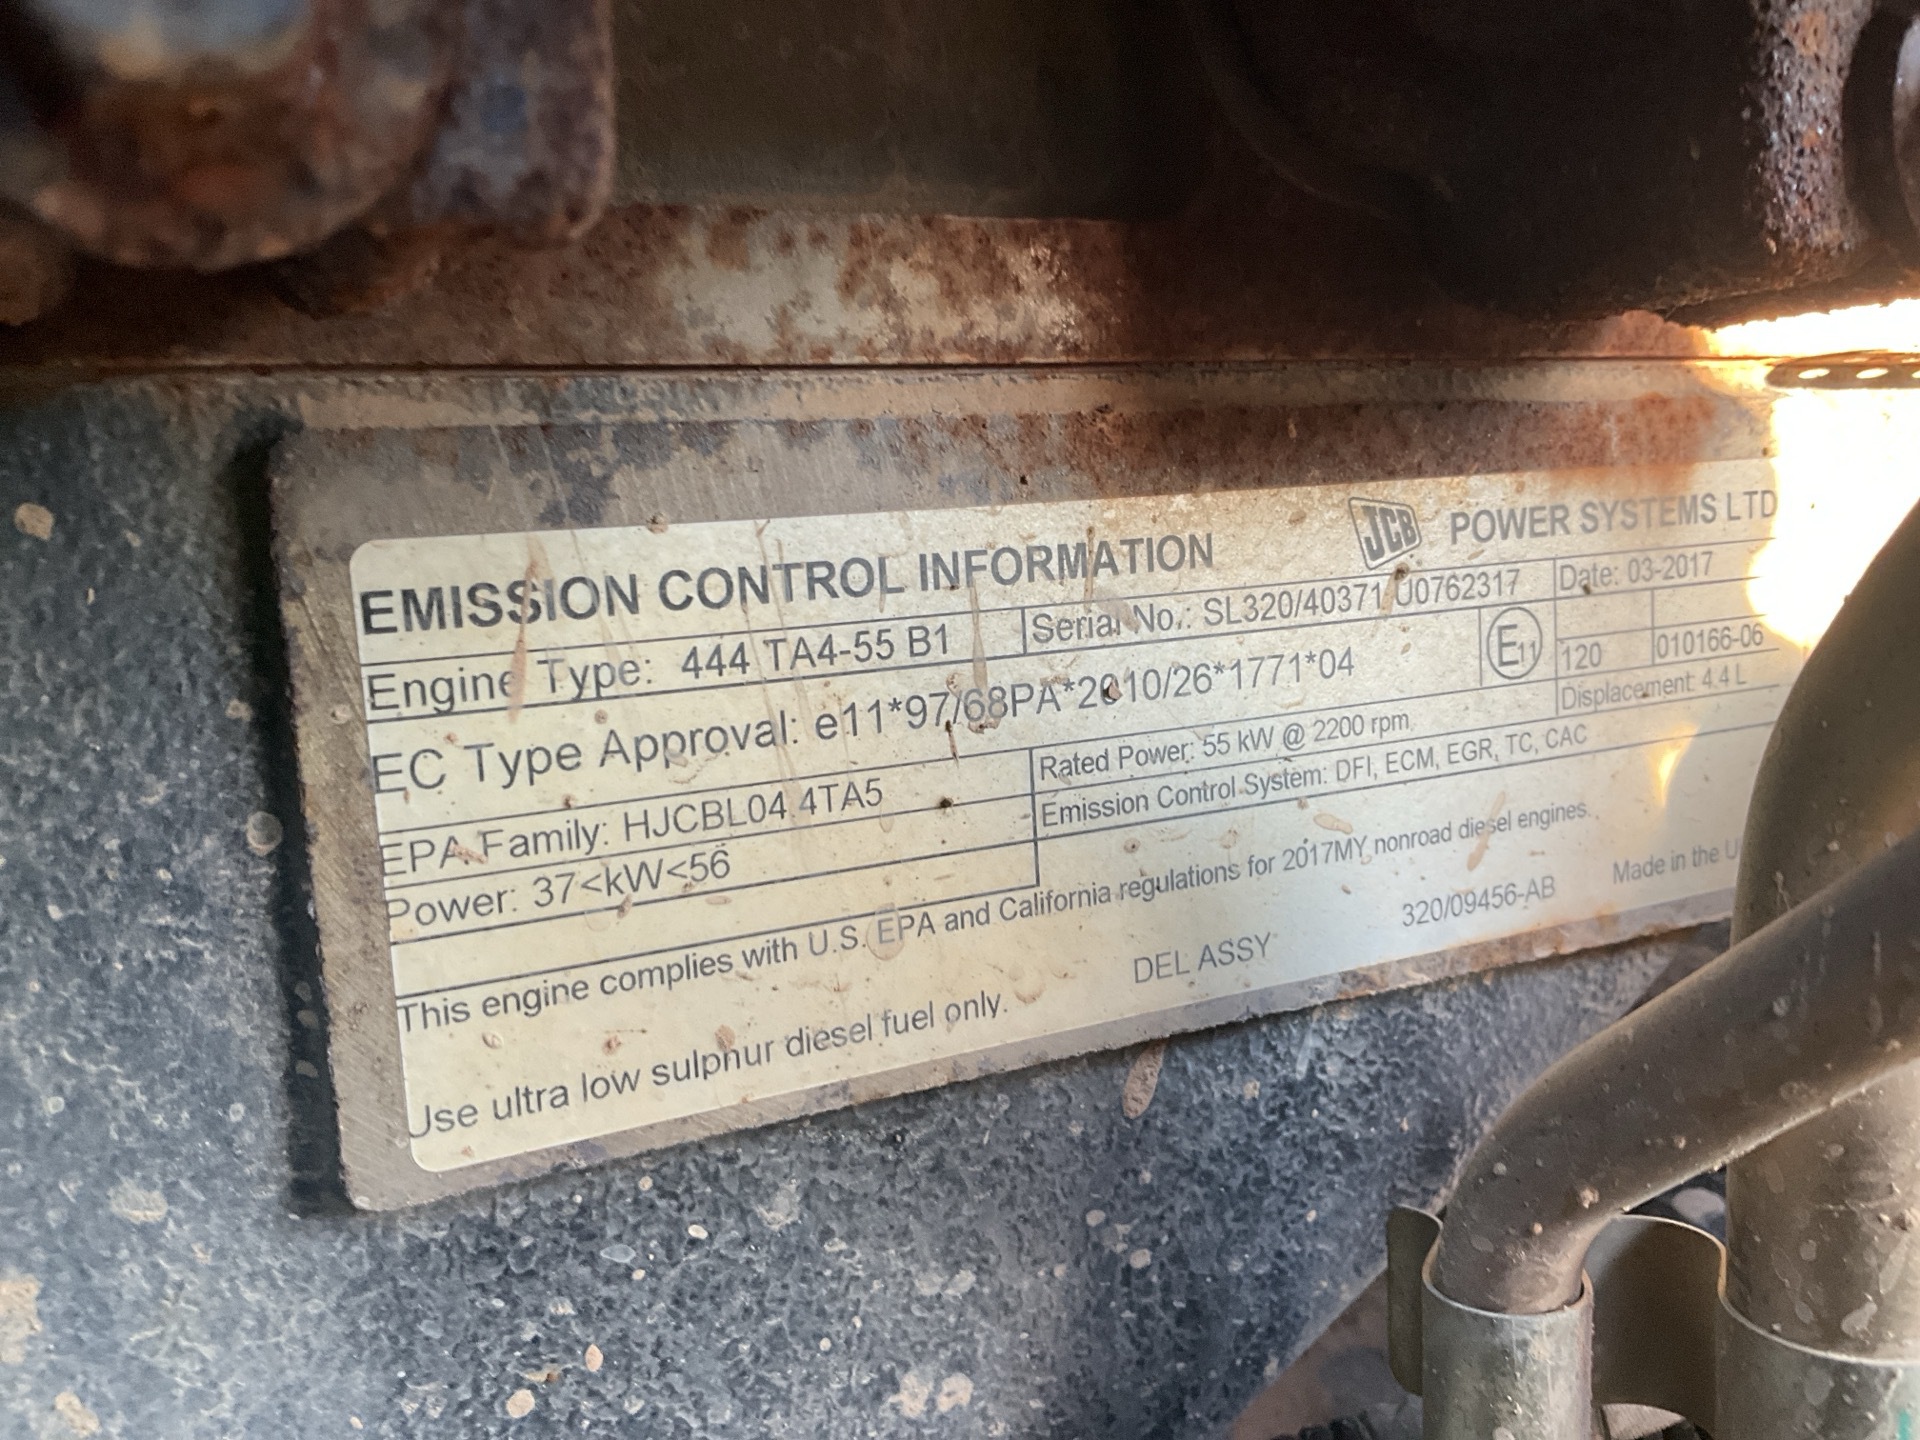 EMISSION CONTROL INFORMATION
JCB POWER SYSTEMS LTD
Engine Type: 444 TA4-55 B1
Serial No.: SL320/40371 U0762317
Date: 03-2017
EC Type Approval: e11*97/68PA*2010/26*1771*04
E11
120 010166-06
EPA Family: HJCBL04.4TA5
Rated Power: 55 kW @ 2200 rpm
Displacement: 4.4 L
Power: 37<kW<56
Emission Control System: DFI, ECM, EGR, TC, CAC
This engine complies with U.S. EPA and California regulations for 2017MY nonroad diesel engines.
Use ultra low sulphur diesel fuel only.
DEL ASSY
320/09456-AB
Made in the U